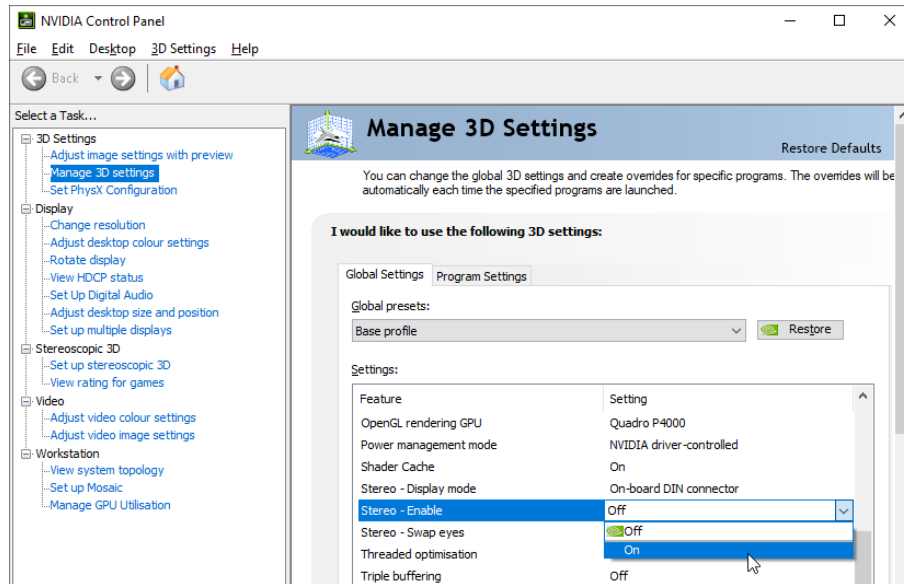 NVIDIA Control Panel
File Edit Desktop 3D Settings Help
Back
Select a Task...
3D Settings
Adjust image settings with preview
Manage 3D settings
Set PhysX Configuration
Display
Change resolution
Adjust desktop colour settings
Rotate display
View HDCP status
Set Up Digital Audio
Adjust desktop size and position
Set up multiple displays
Stereoscopic 3D
Set up stereoscopic 3D
View rating for games
Video
Adjust video colour settings
Adjust video image settings
Workstation
View system topology
Set up Mosaic
Manage GPU Utilisation
Manage 3D Settings
Restore Defaults
You can change the global 3D settings and create overrides for specific programs. The overrides will be
automatically each time the specified programs are launched.
I would like to use the following 3D settings:
Global Settings Program Settings
Global presets:
Base profile Restore
Settings:
Feature Setting
OpenGL rendering GPU Quadro P4000
Power management mode NVIDIA driver-controlled
Shader Cache On
Stereo - Display mode On-board DIN connector
Stereo - Enable Off
Stereo - Swap eyes Off
Threaded optimisation On
Triple buffering Off